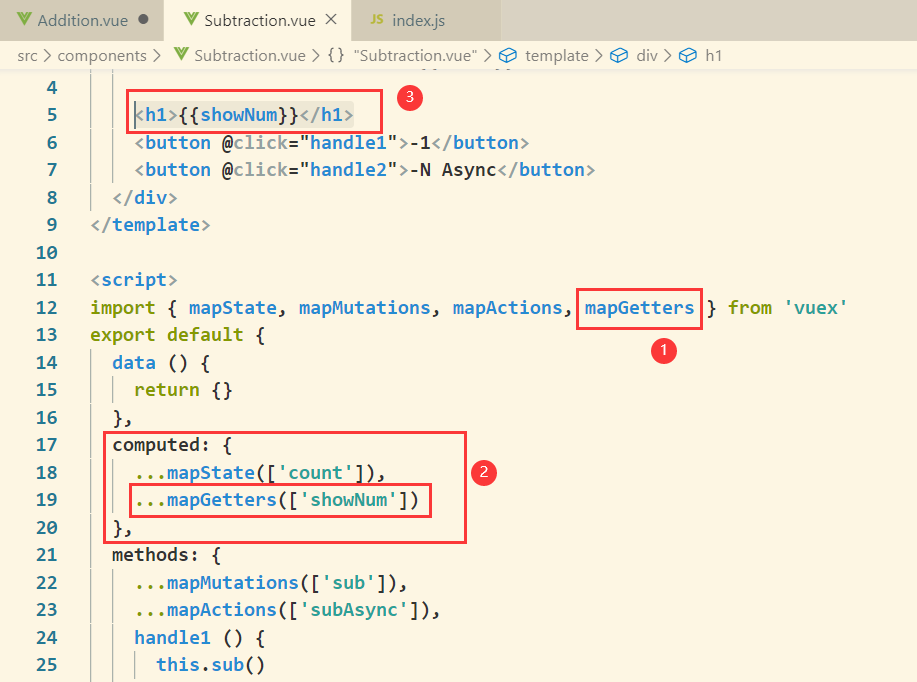 Addition.vue ● Subtraction.vue × JS index.js
src > components > Subtraction.vue > {} "Subtraction.vue" > template > div > h1
4
5 <h1>{{showNum}}</h1> 3
6 <button @click="handle1">-1</button>
7 <button @click="handle2">-N Async</button>
8 </div>
9 </template>
10
11 <script>
12 import { mapState, mapMutations, mapActions, mapGetters } from 'vuex'
1
13 export default {
14 data () {
15 return {}
16 },
17 computed: {
18 ...mapState(['count']), 2
19 ...mapGetters(['showNum'])
20 },
21 methods: {
22 ...mapMutations(['sub']),
23 ...mapActions(['subAsync']),
24 handle1 () {
25 this.sub()